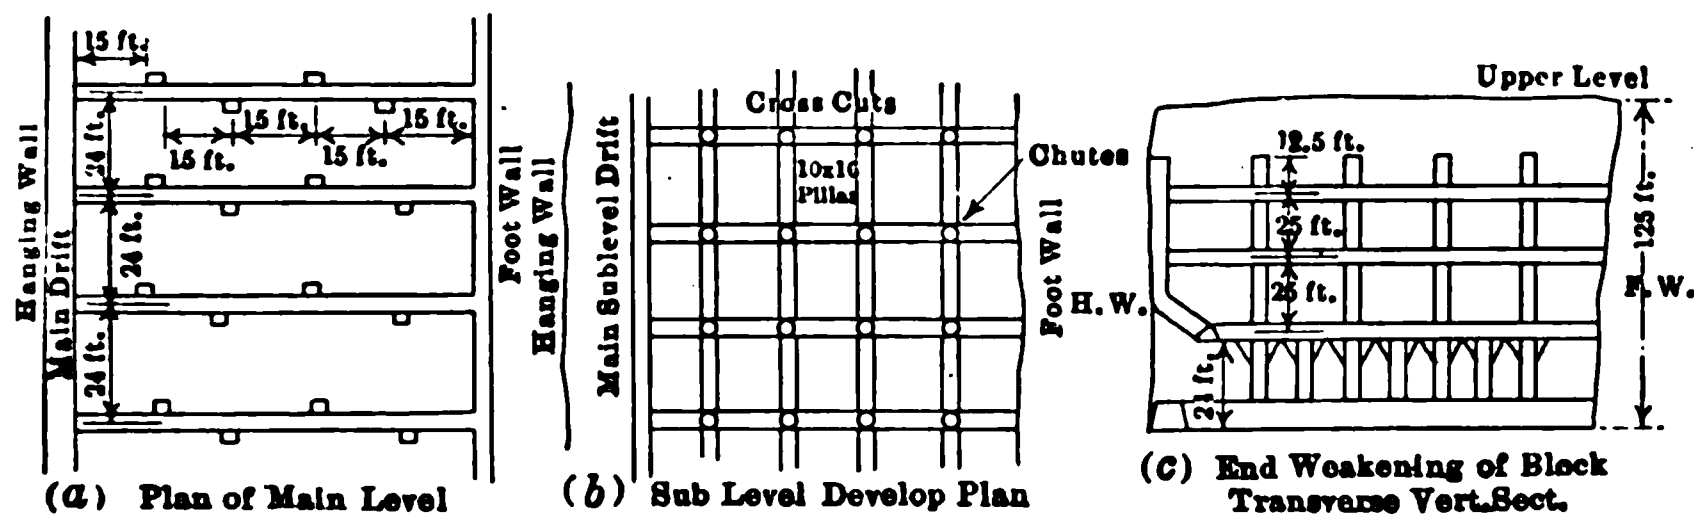 15 ft.
24 ft.
15 ft.
15 ft.
15 ft.
15 ft.
24 ft.
24 ft.
Hanging Wall
Main Drift
Foot Wall
(a) Plan of Main Level
Hanging Wall
Main Sublevel Drift
Cross Cuts
10x10
Pillas
Chutes
Foot Wall
(b) Sub Level Develop Plan
Upper Level
12.5 ft.
25 ft.
25 ft.
H.W.
24 ft.
125 ft.
F.W.
(c) End Weakening of Block
Transverse Vert.Sect.